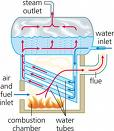 steam
outlet
water
inlet
air
and
fuel
inlet
flue
combustion
chamber
water
tubes